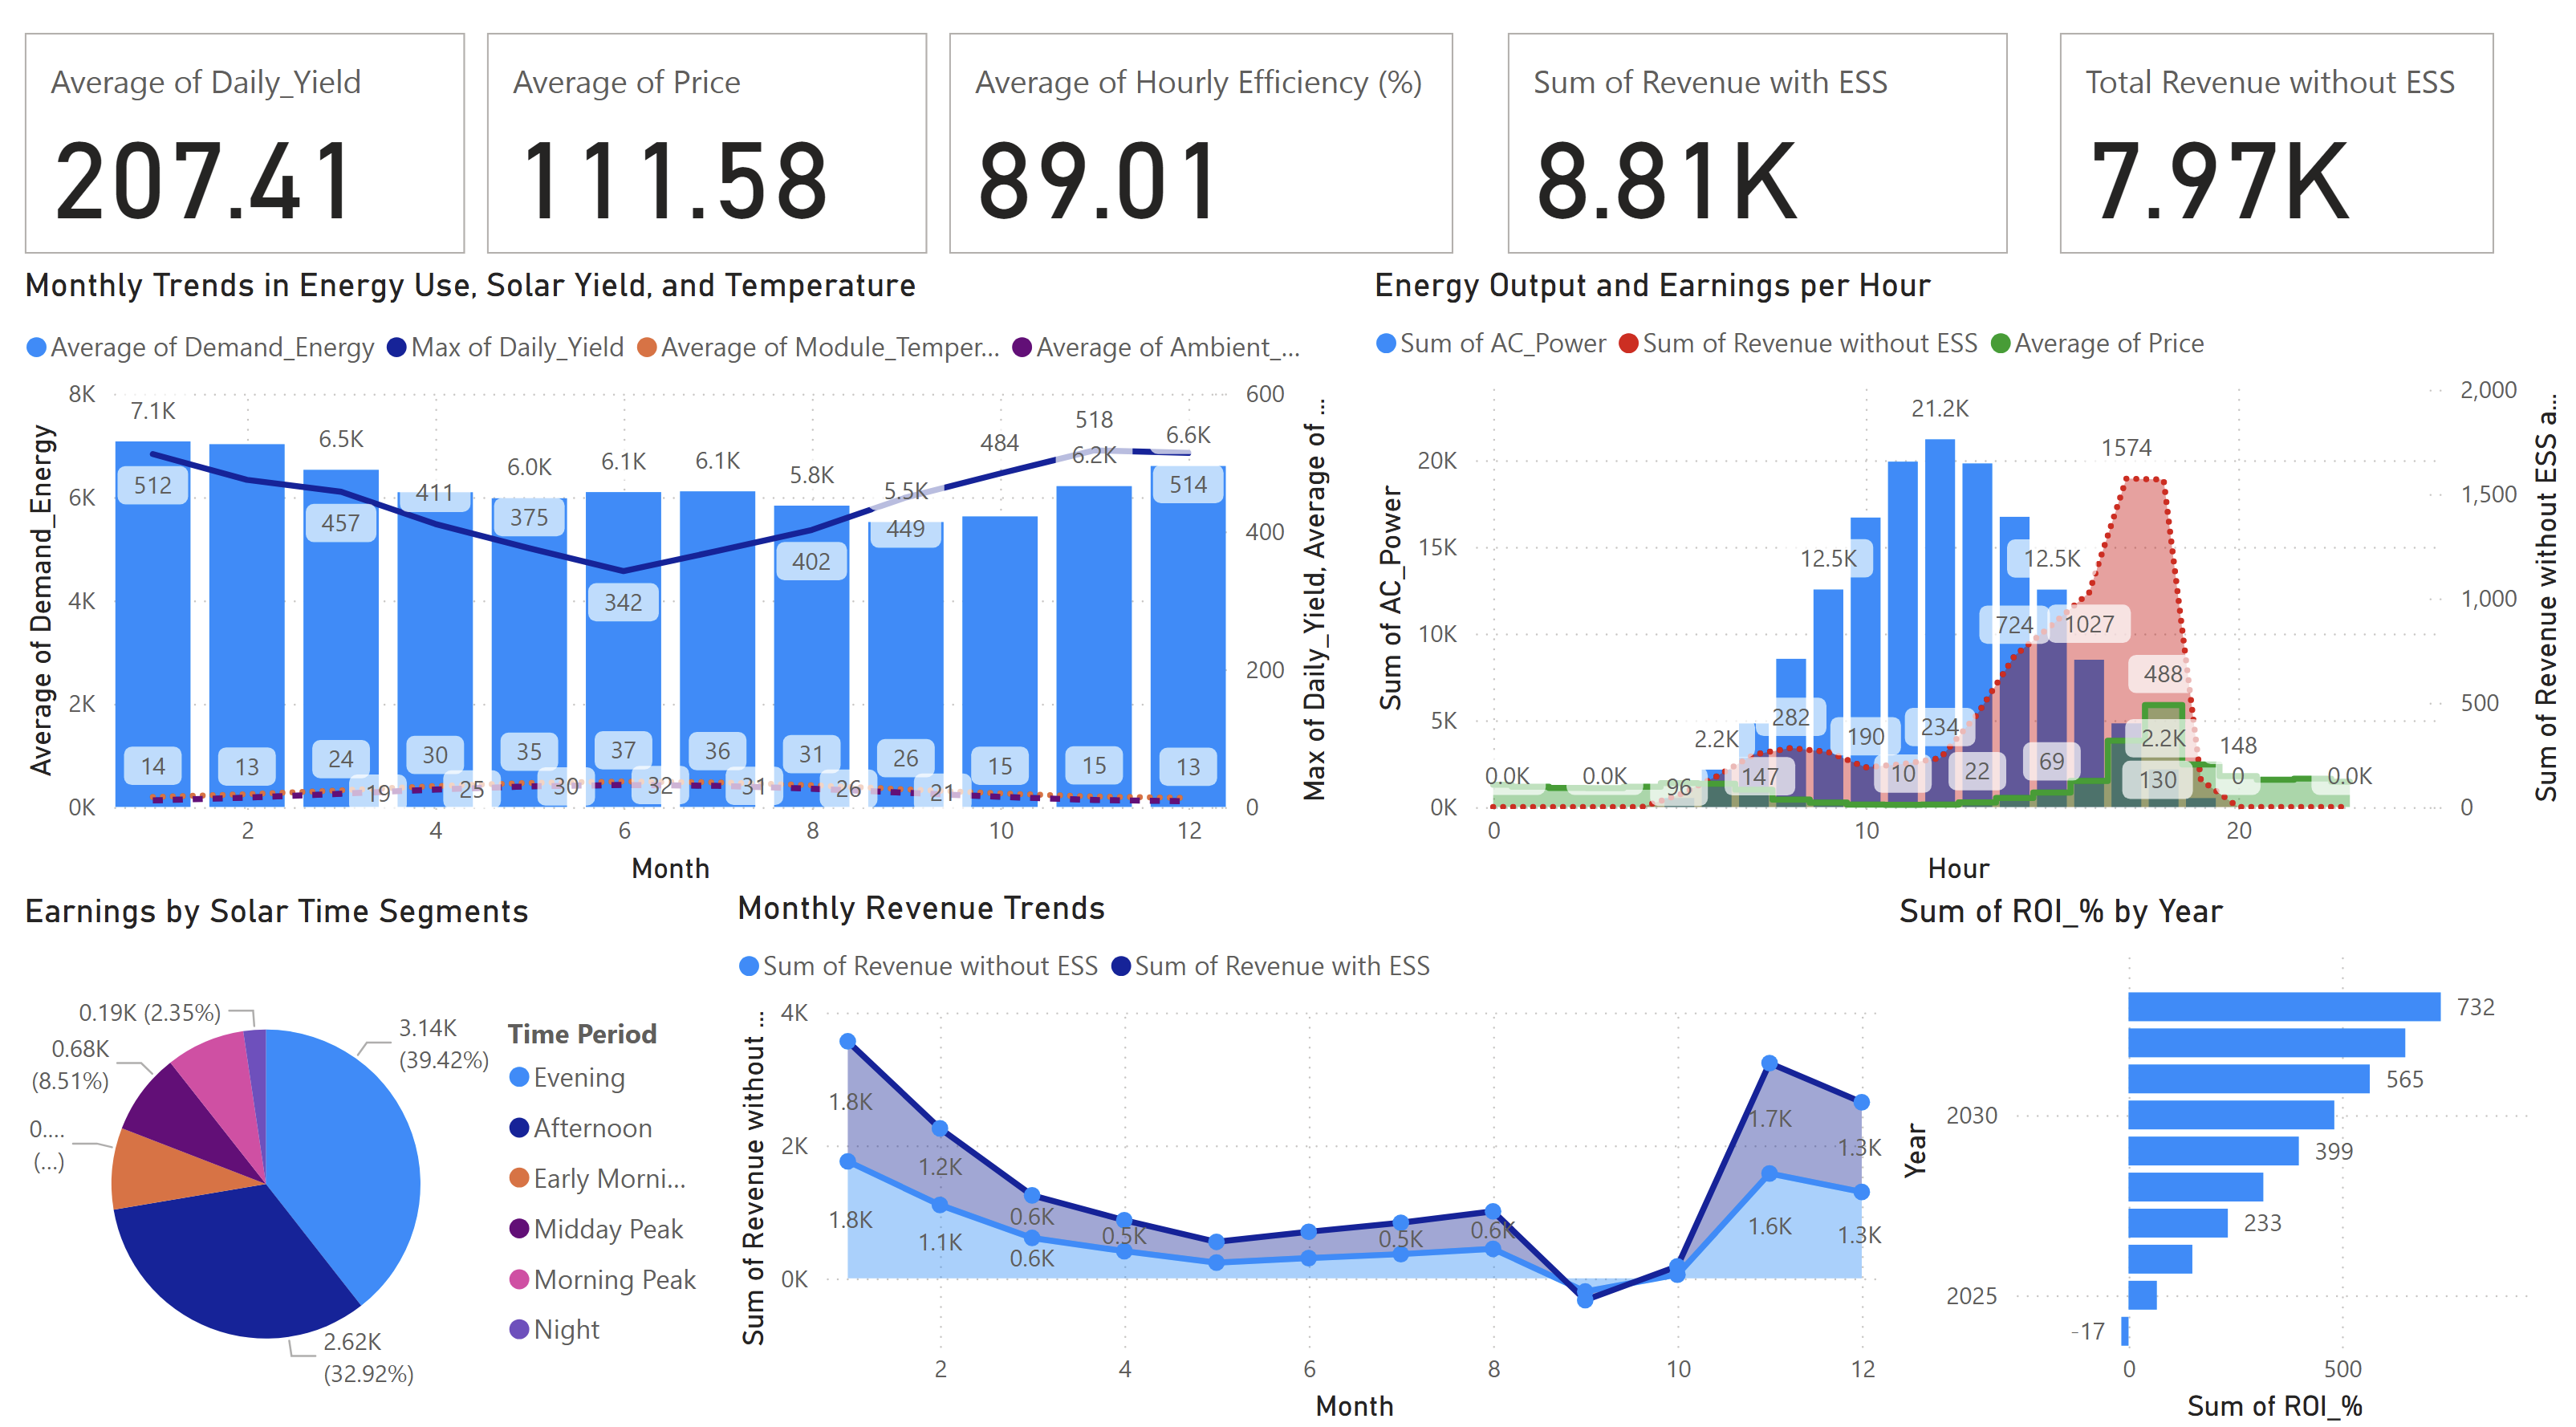 Average of Daily_Yield
207.41
Average of Price
111.58
Average of Hourly Efficiency (%)
89.01
Sum of Revenue with ESS
8.81K
Total Revenue without ESS
7.97K
Monthly Trends in Energy Use, Solar Yield, and Temperature
Average of Demand_Energy Max of Daily_Yield Average of Module_Temper... Average of Ambient_...
Average of Demand_Energy
8K
6K
4K
2K
0K
7.1K
6.5K
6.0K
6.1K
6.1K
5.8K
5.5K
484
518
6.2K
6.6K
512
457
411
375
342
402
449
514
14
13
24
30
35
37
36
31
26
15
15
13
19
25
30
32
31
26
21
2 4 6 8 10 12
Month
600
400
200
0
Max of Daily_Yield, Average of ...
Energy Output and Earnings per Hour
Sum of AC_Power Sum of Revenue without ESS Average of Price
Sum of AC_Power
20K
15K
10K
5K
0K
21.2K
1574
12.5K
12.5K
724
1027
488
282
2.2K
190
234
2.2K
148
147
10
22
69
130
0
96
0.0K
0.0K
0.0K
0 10 20
Hour
2,000
1,500
1,000
500
0
Sum of Revenue without ESS a...
Earnings by Solar Time Segments
0.19K (2.35%)
0.68K
(8.51%)
0....
(...)
3.14K
(39.42%)
2.62K
(32.92%)
Time Period
Evening
Afternoon
Early Morni...
Midday Peak
Morning Peak
Night
Monthly Revenue Trends
Sum of Revenue without ESS Sum of Revenue with ESS
Sum of Revenue without ...
4K
2K
0K
1.8K
1.2K
0.6K
0.5K
0.5K
0.6K
1.7K
1.3K
1.8K
1.1K
0.6K
1.6K
1.3K
2 4 6 8 10 12
Month
Sum of ROI_% by Year
Year
2030
2025
732
565
399
233
-17
0 500
Sum of ROI_%